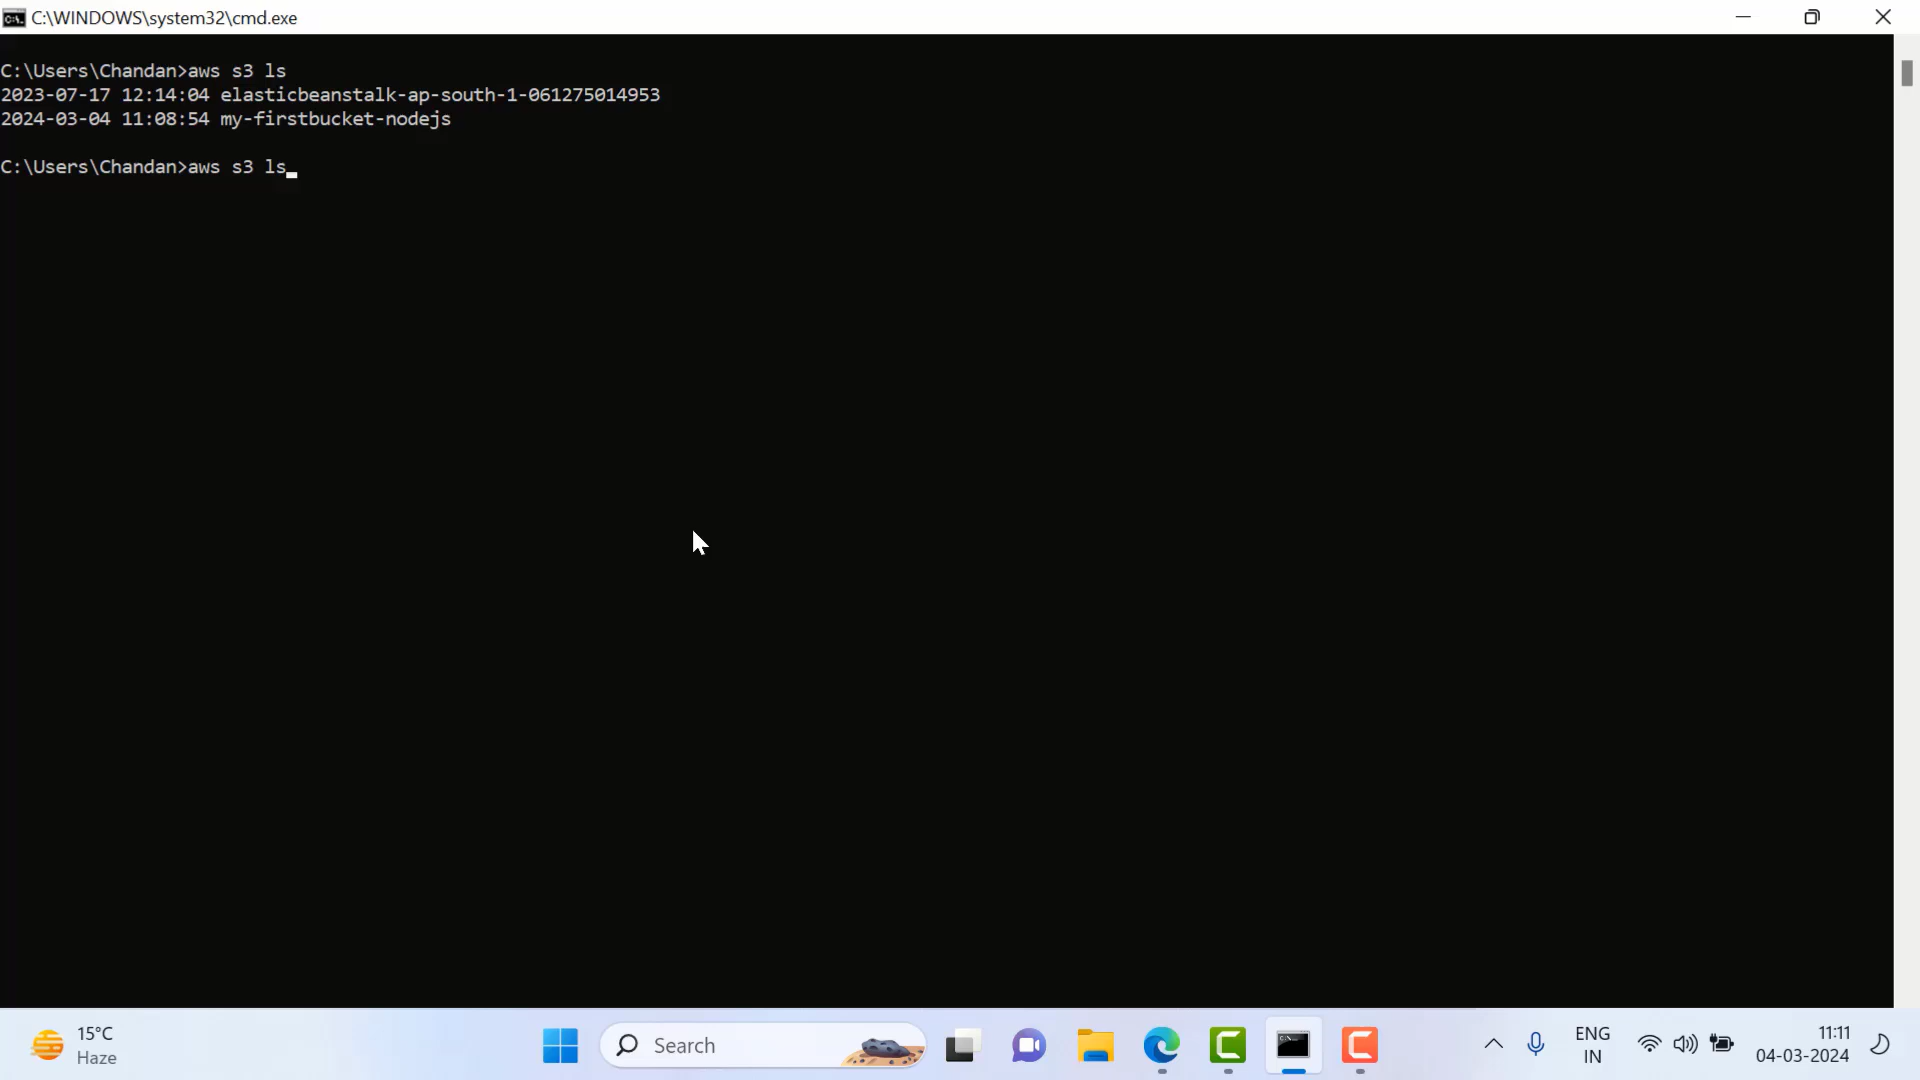 C:\WINDOWS\system32\cmd.exe
C:\Users\Chandan>aws s3 ls
2023-07-17 12:14:04 elasticbeanstalk-ap-south-1-061275014953
2024-03-04 11:08:54 my-firstbucket-nodejs
C:\Users\Chandan>aws s3 ls_
15°C
Haze
Search
ENG
IN
11:11
04-03-2024